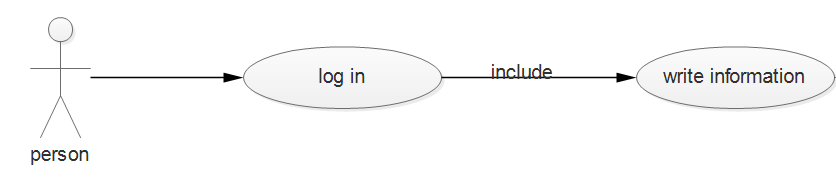 log in
include
write information
person